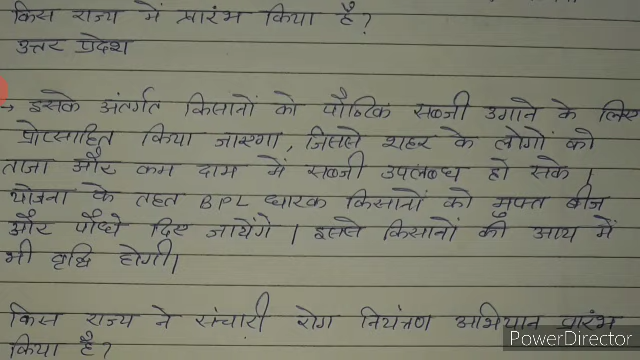 किस राज्य में प्रारंभ किया है?
उत्तर प्रदेश
→ इसके अंतर्गत किसानों को पौष्टिक सब्जी उगाने के लिए
प्रोत्साहित किया जाएगा, जिससे शहर के लोगों को
ताजा और कम दाम में सब्जी उपलब्ध हो सके।
योजना के तहत BPL धारक किसानों को मुफ्त बीज
और पौधे दिए जायेंगे। इससे किसानों की आय में
भी वृद्धि होगी।
किस राज्य ने संचारी रोग नियंत्रण अभियान प्रारंभ
किया है?
PowerDirector